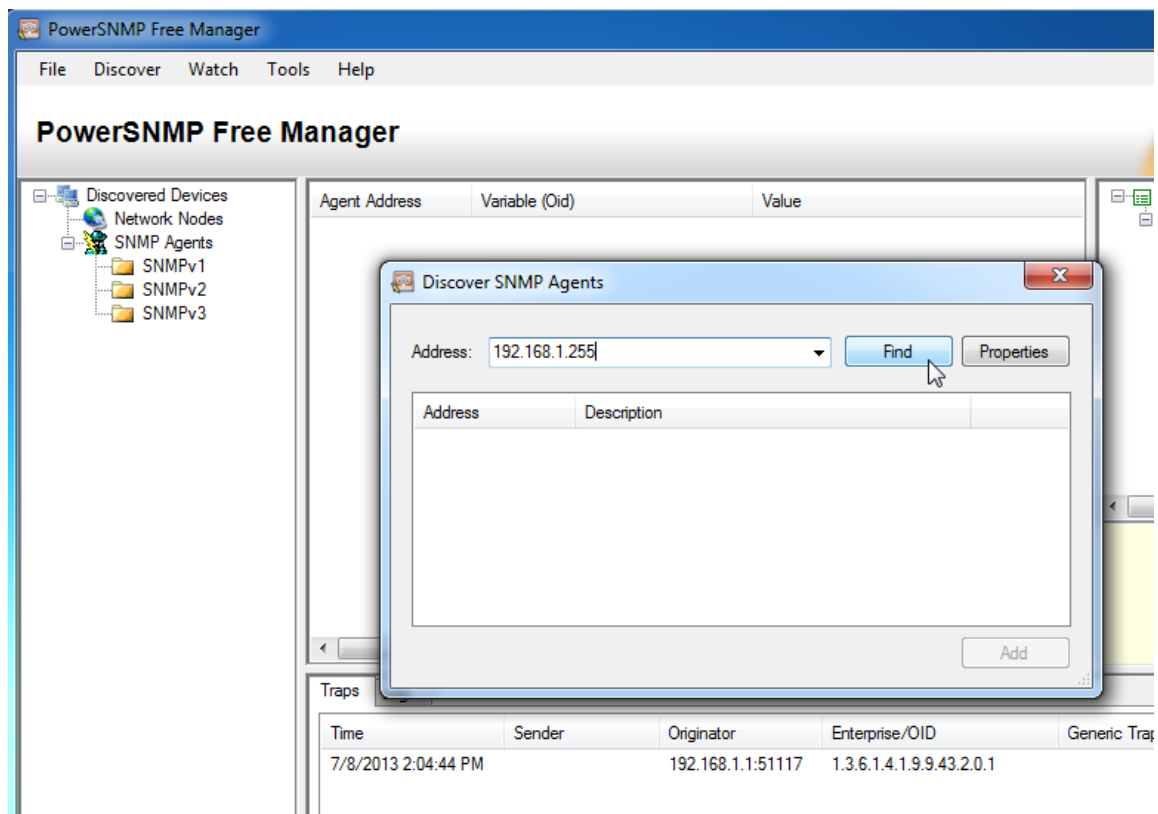 PowerSNMP Free Manager
File Discover Watch Tools Help
PowerSNMP Free Manager
Discovered Devices
Network Nodes
SNMP Agents
SNMPv1
SNMPv2
SNMPv3
Agent Address Variable (Oid) Value
Discover SNMP Agents
Address: 192.168.1.255 Find Properties
Address Description
Add
Traps
Time Sender Originator Enterprise/OID Generic Trap
7/8/2013 2:04:44 PM 192.168.1.1:51117 1.3.6.1.4.1.9.9.43.2.0.1